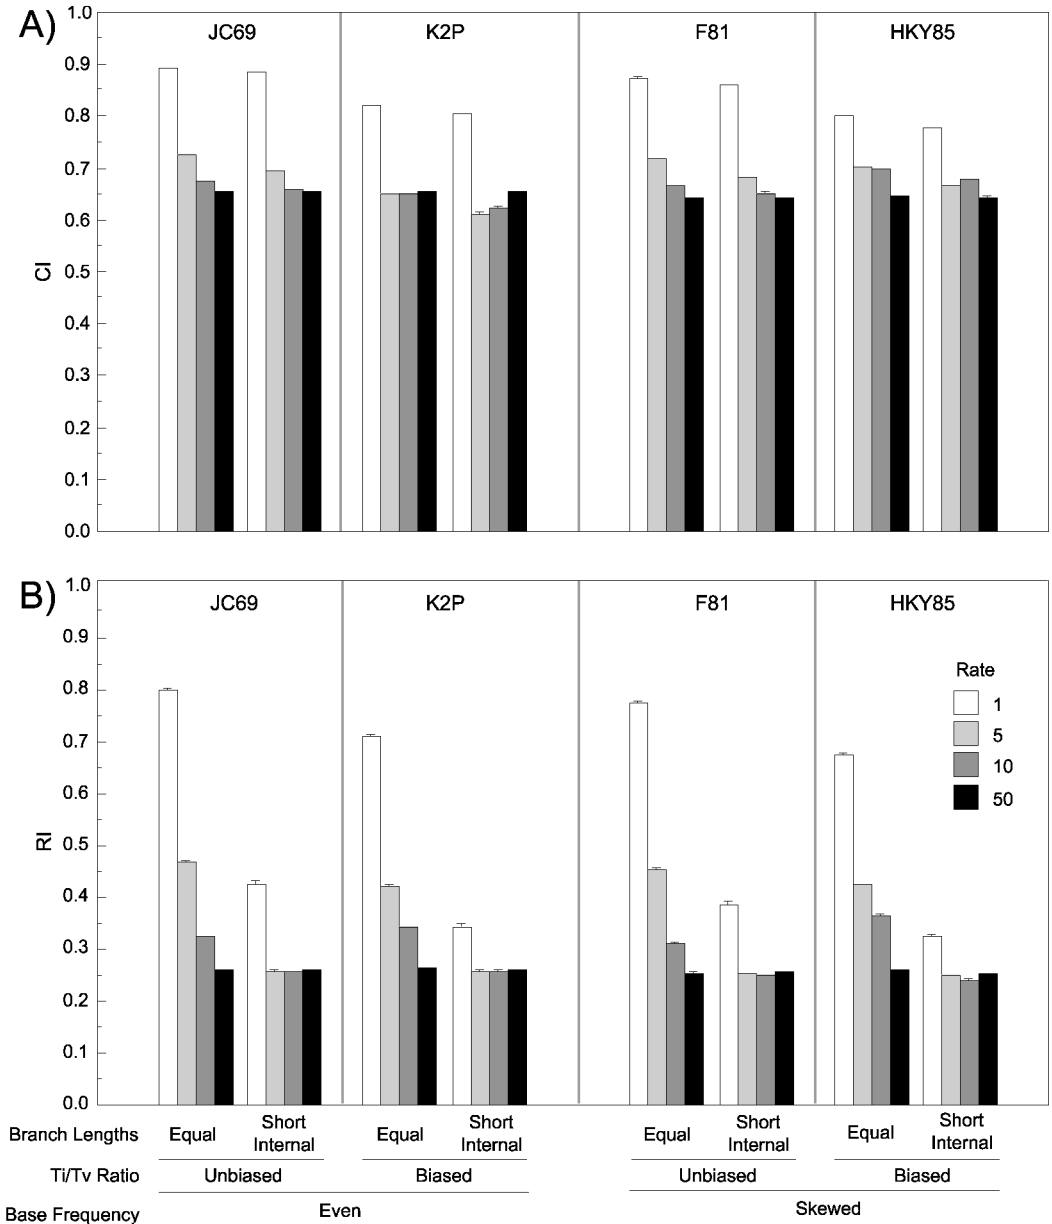 A)
JC69 K2P F81 HKY85
1.0
0.9
0.8
0.7
0.6
0.5
0.4
0.3
0.2
0.1
0.0
CI
B)
JC69 K2P F81 HKY85
1.0
0.9
0.8
0.7
0.6
0.5
0.4
0.3
0.2
0.1
0.0
RI
Rate
1
5
10
50
Branch Lengths Equal Short Internal Equal Short Internal Equal Short Internal Equal Short Internal
Ti/Tv Ratio Unbiased Biased Unbiased Biased
Base Frequency Even Skewed